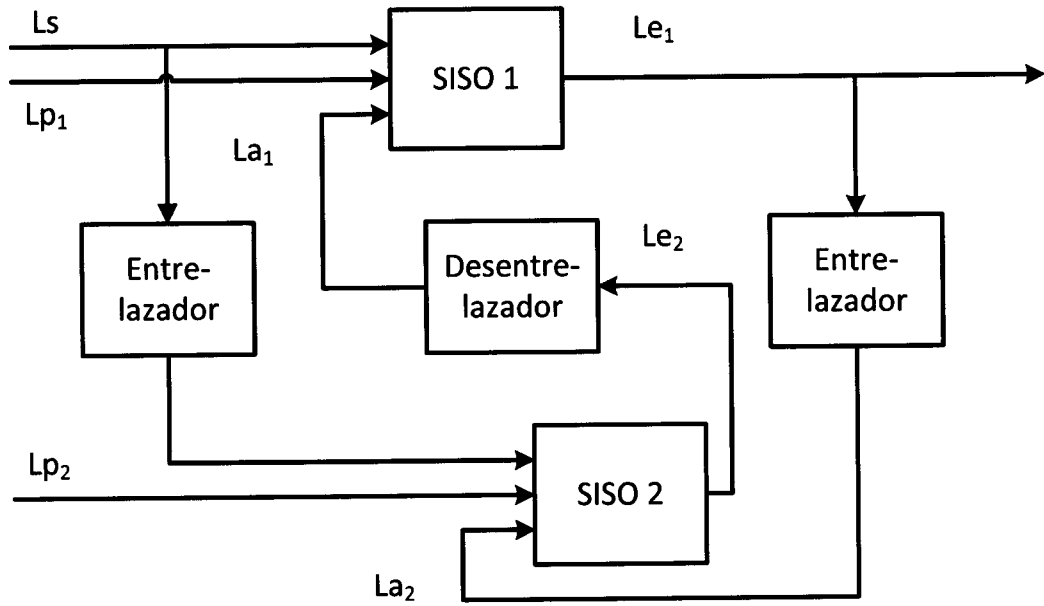 Ls
Le₁
SISO 1
Lp₁
La₁
Le₂
Entre-
lazador
Desentre-
lazador
Entre-
lazador
Lp₂
SISO 2
La₂